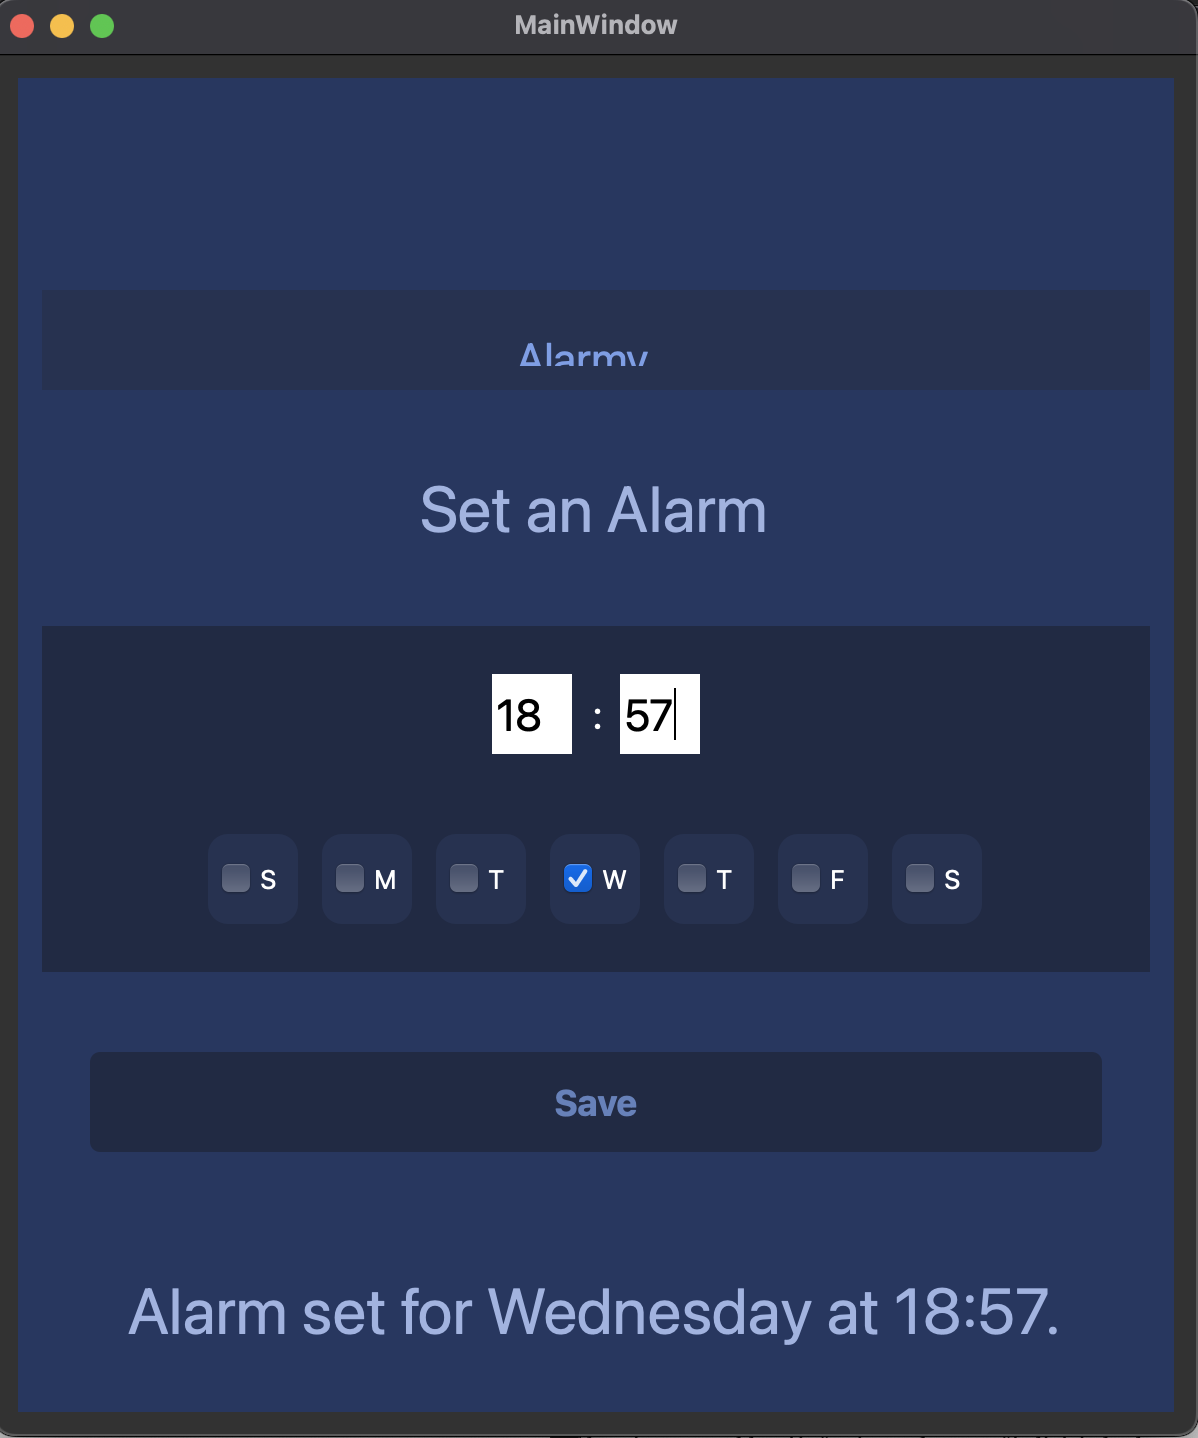 MainWindow
Alarmy
Set an Alarm
18 : 57
S M T W T F S
Save
Alarm set for Wednesday at 18:57.